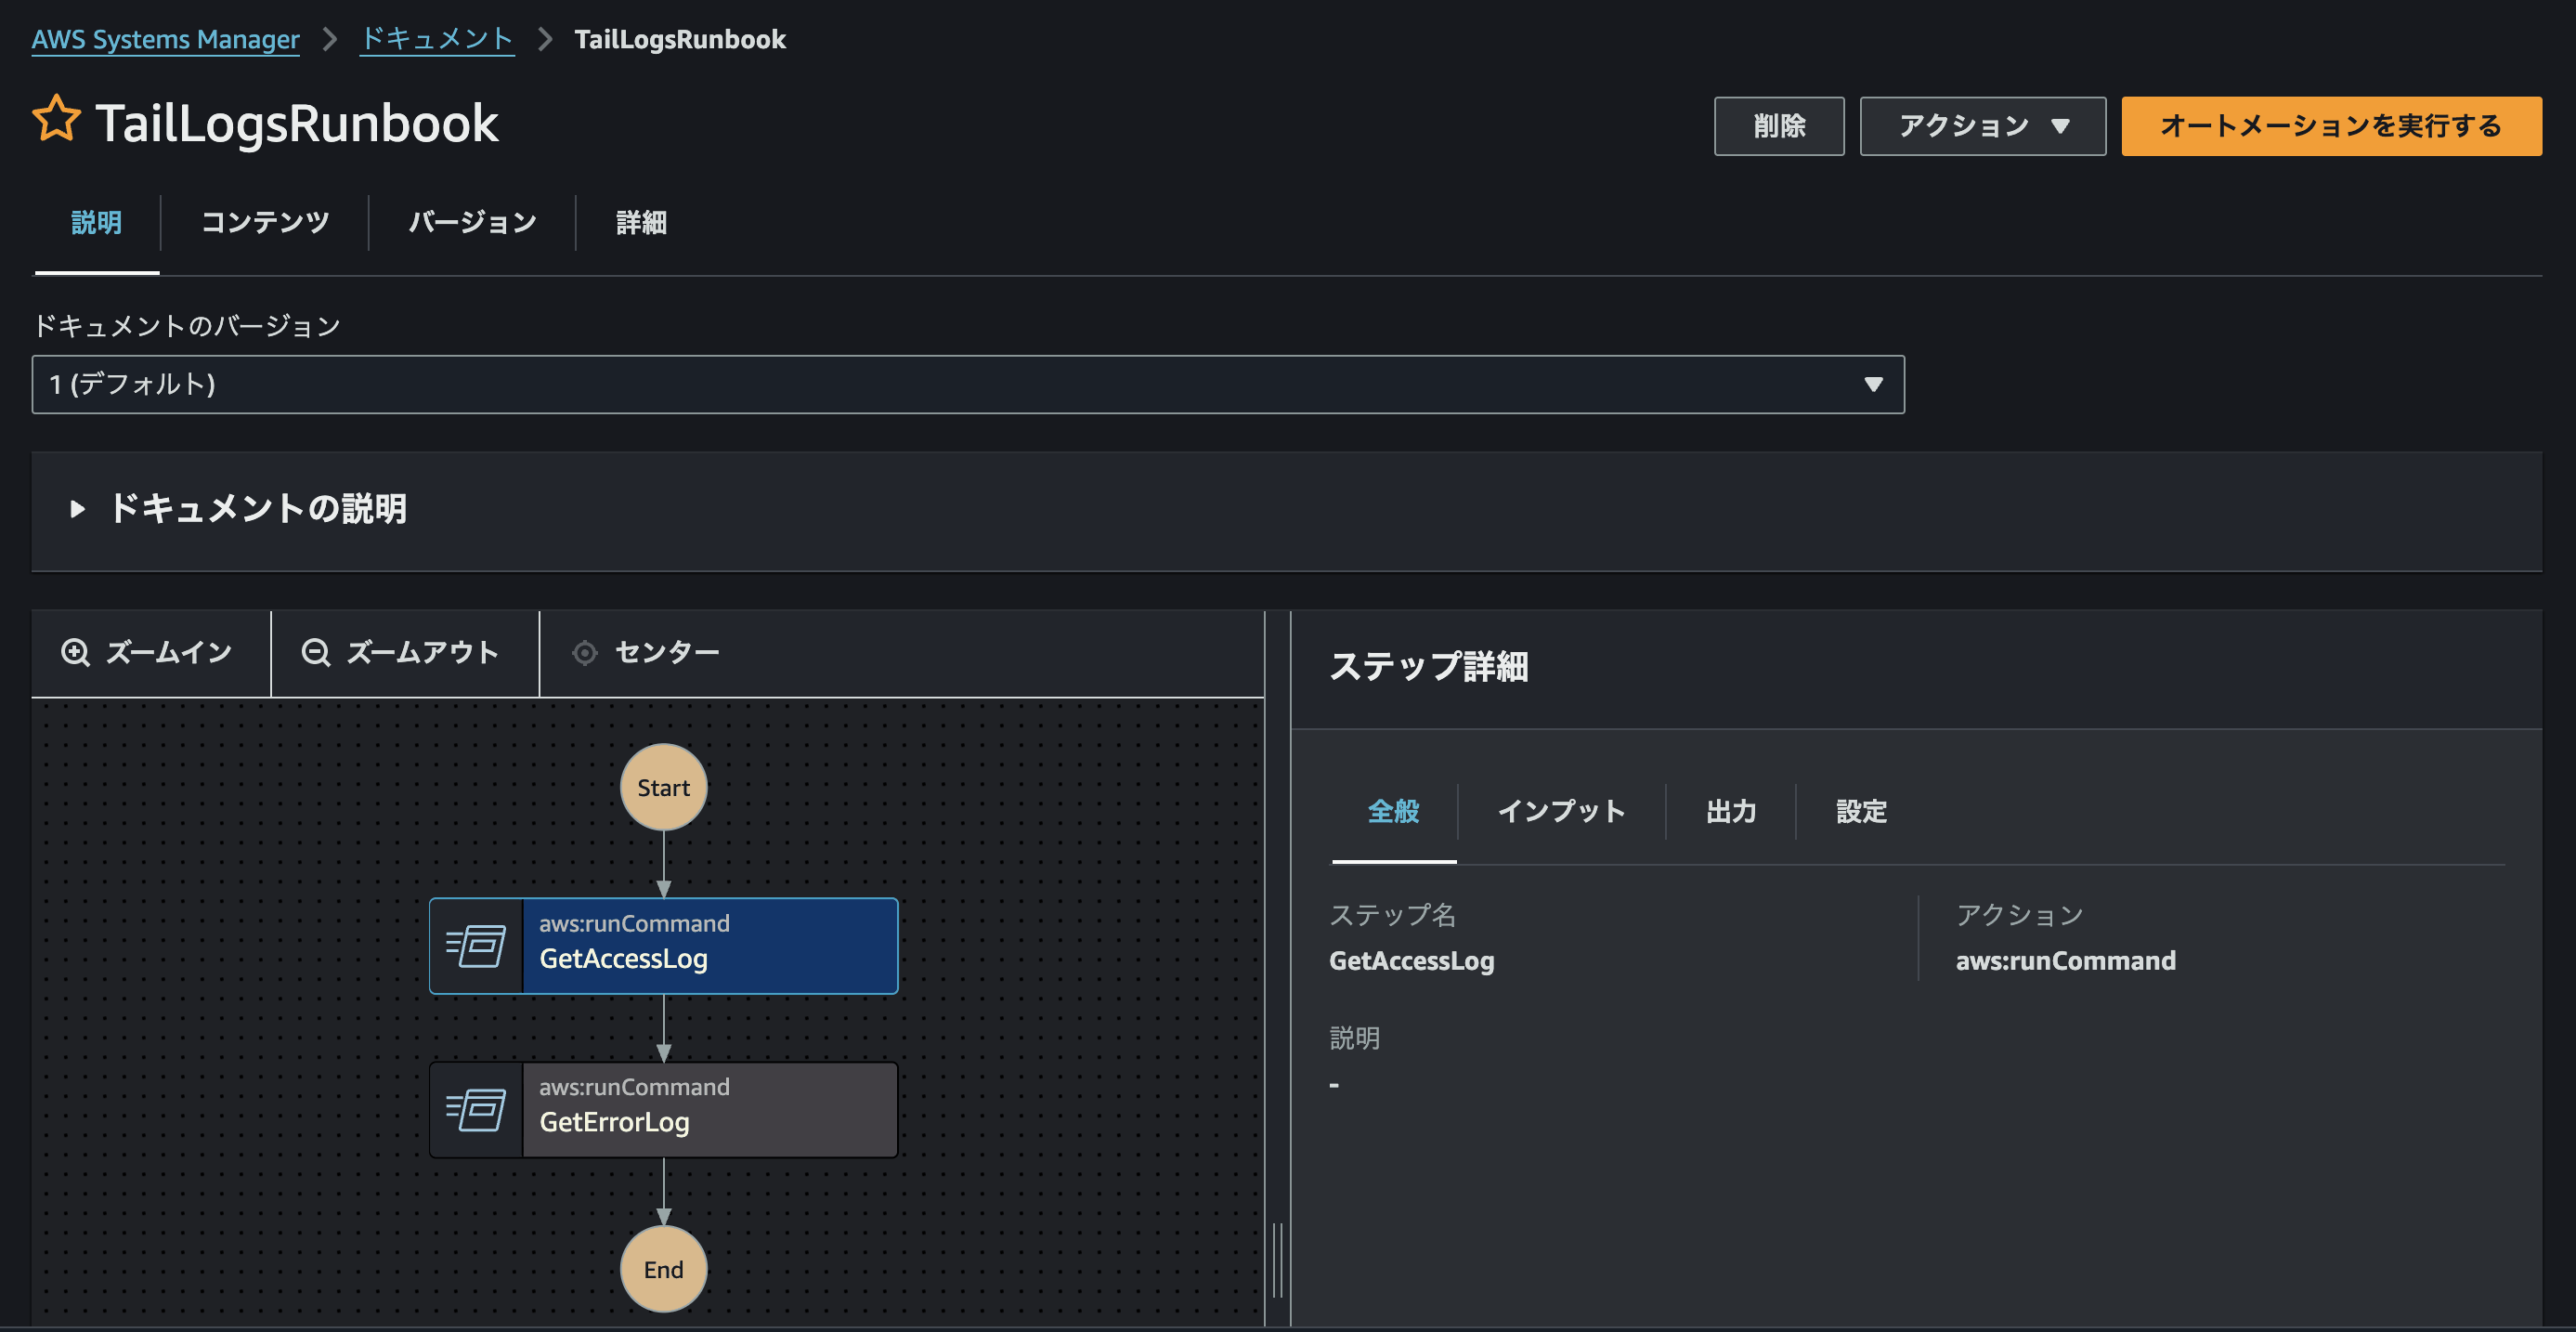 AWS Systems Manager > ドキュメント > TailLogsRunbook
TailLogsRunbook
削除 アクション オートメーションを実行する
説明 コンテンツ バージョン 詳細
ドキュメントのバージョン
1 (デフォルト)
ドキュメントの説明
ズームイン ズームアウト センター
Start
aws:runCommand
GetAccessLog
aws:runCommand
GetErrorLog
End
ステップ詳細
全般 インプット 出力 設定
ステップ名
GetAccessLog
アクション
aws:runCommand
説明
-